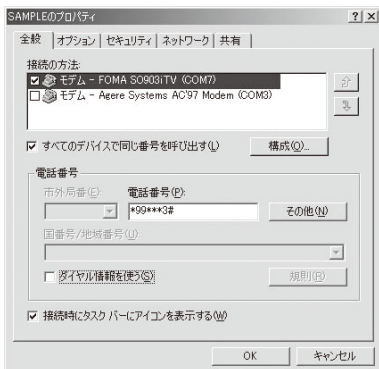 SAMPLEのプロパティ
全般 オプション セキュリティ ネットワーク 共有
接続の方法:
モデム - FOMA SO903iTV (COM7)
モデム - Agere Systems AC'97 Modem (COM3)
すべてのデバイスで同じ番号を呼び出す(L)
構成(O)...
電話番号
市外局番(E): 電話番号(P):
*99***3#
その他(N)
国番号/地域番号(U):
ダイヤル情報を使う(S)
規則(R)
接続時にタスク バーにアイコンを表示する(W)
OK キャンセル